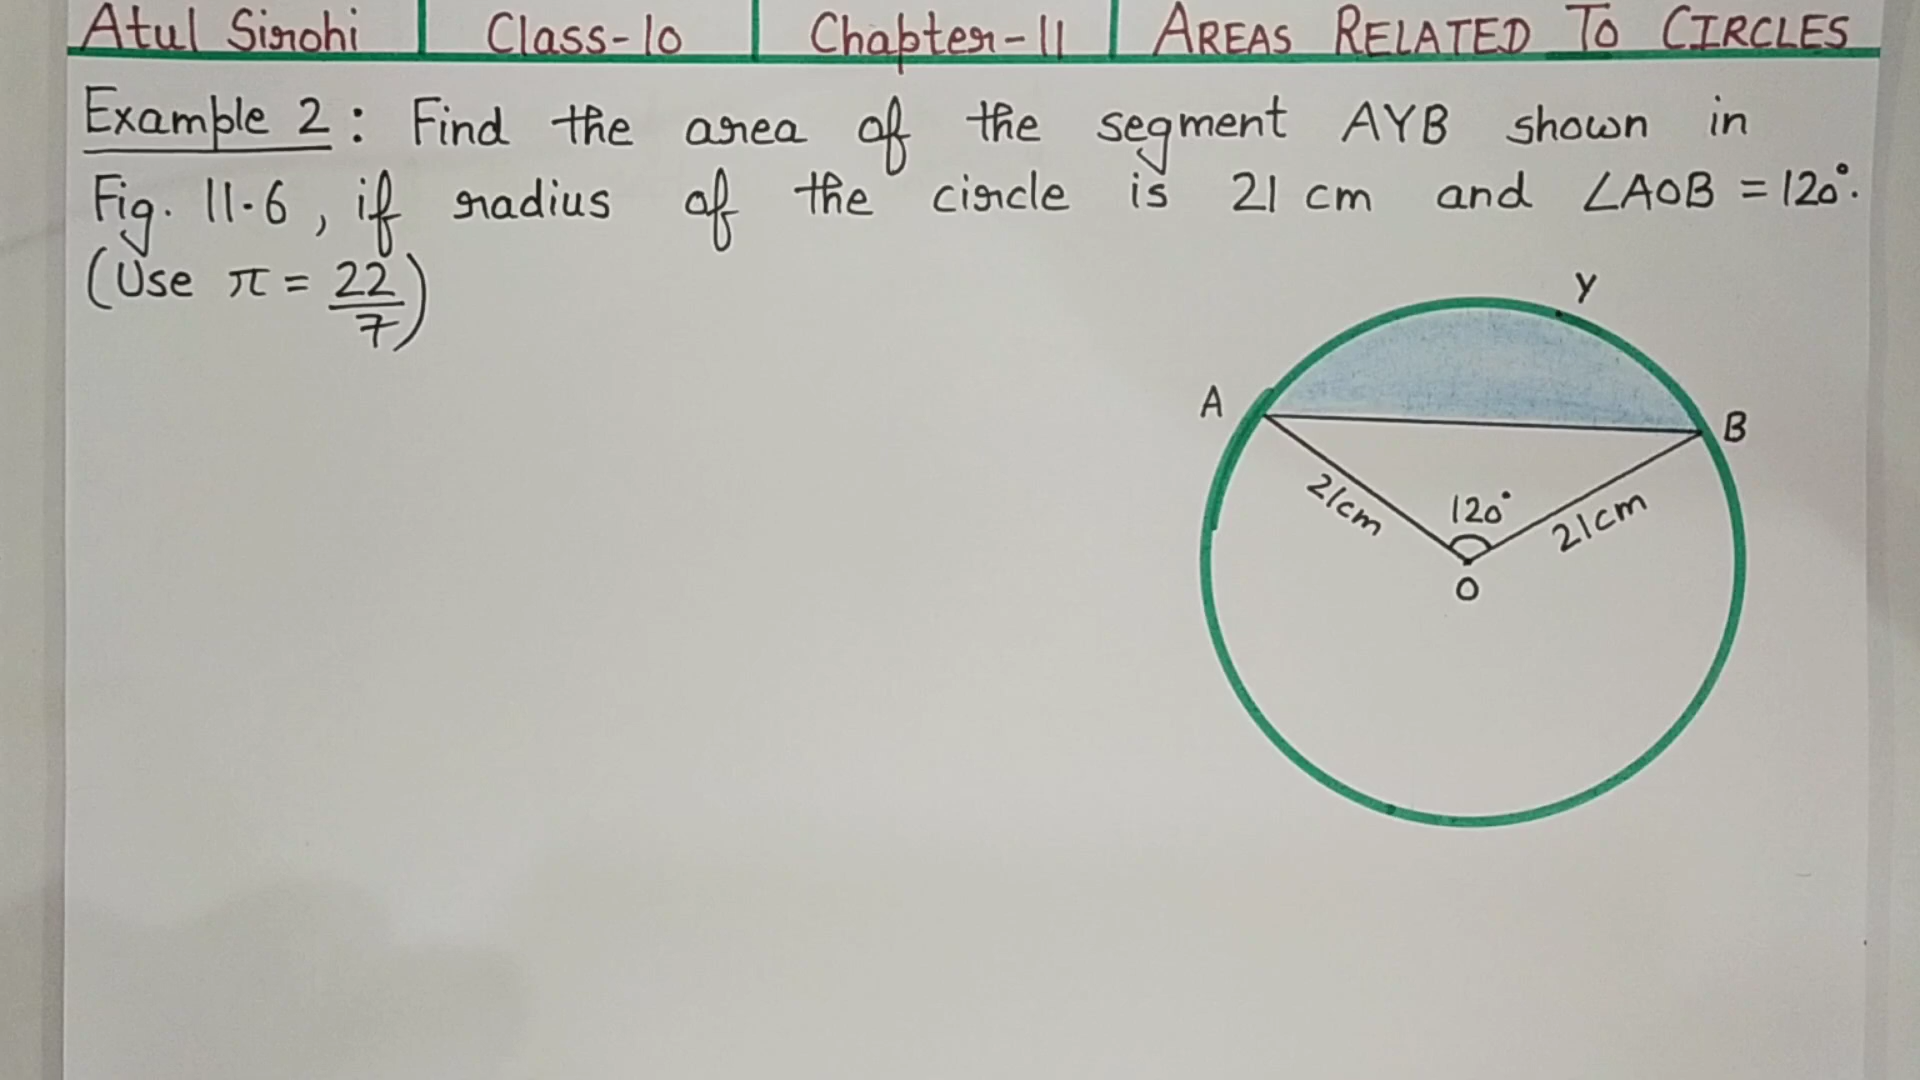 Atul Sirohi | Class-10 | Chapter-11 | AREAS RELATED TO CIRCLES
Example 2: Find the area of the segment AYB shown in
Fig. 11.6, if radius of the circle is 21 cm and ∠AOB = 120°.
(Use π = 22/7)
Y
A
B
21cm
120°
21cm
O